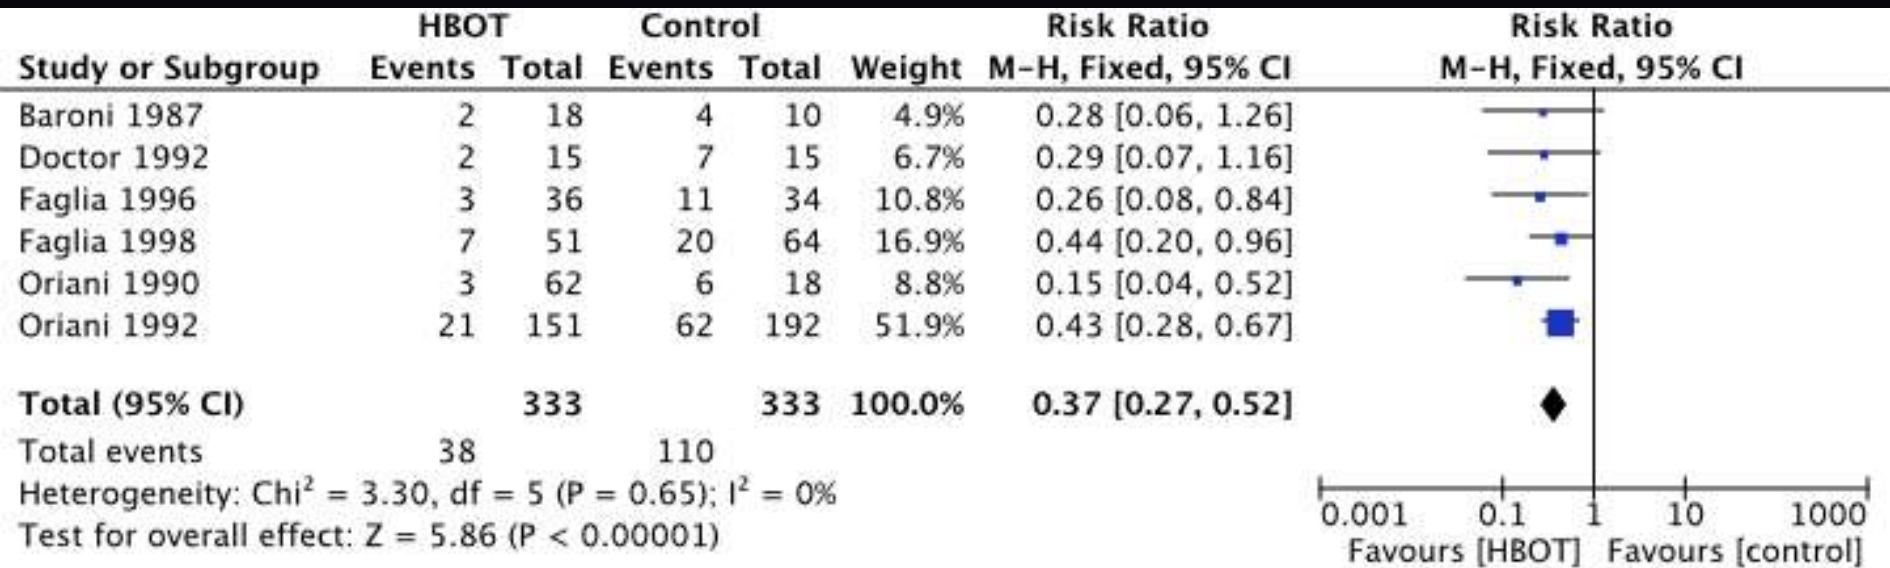 HBOT Control Risk Ratio Risk Ratio
Study or Subgroup Events Total Events Total Weight M-H, Fixed, 95% CI M-H, Fixed, 95% CI
Baroni 1987 2 18 4 10 4.9% 0.28 [0.06, 1.26]
Doctor 1992 2 15 7 15 6.7% 0.29 [0.07, 1.16]
Faglia 1996 3 36 11 34 10.8% 0.26 [0.08, 0.84]
Faglia 1998 7 51 20 64 16.9% 0.44 [0.20, 0.96]
Oriani 1990 3 62 6 18 8.8% 0.15 [0.04, 0.52]
Oriani 1992 21 151 62 192 51.9% 0.43 [0.28, 0.67]
Total (95% CI) 333 333 100.0% 0.37 [0.27, 0.52]
Total events 38 110
Heterogeneity: Chi² = 3.30, df = 5 (P = 0.65); I² = 0%
Test for overall effect: Z = 5.86 (P < 0.00001)
0.001 0.1 1 10 1000
Favours [HBOT] Favours [control]